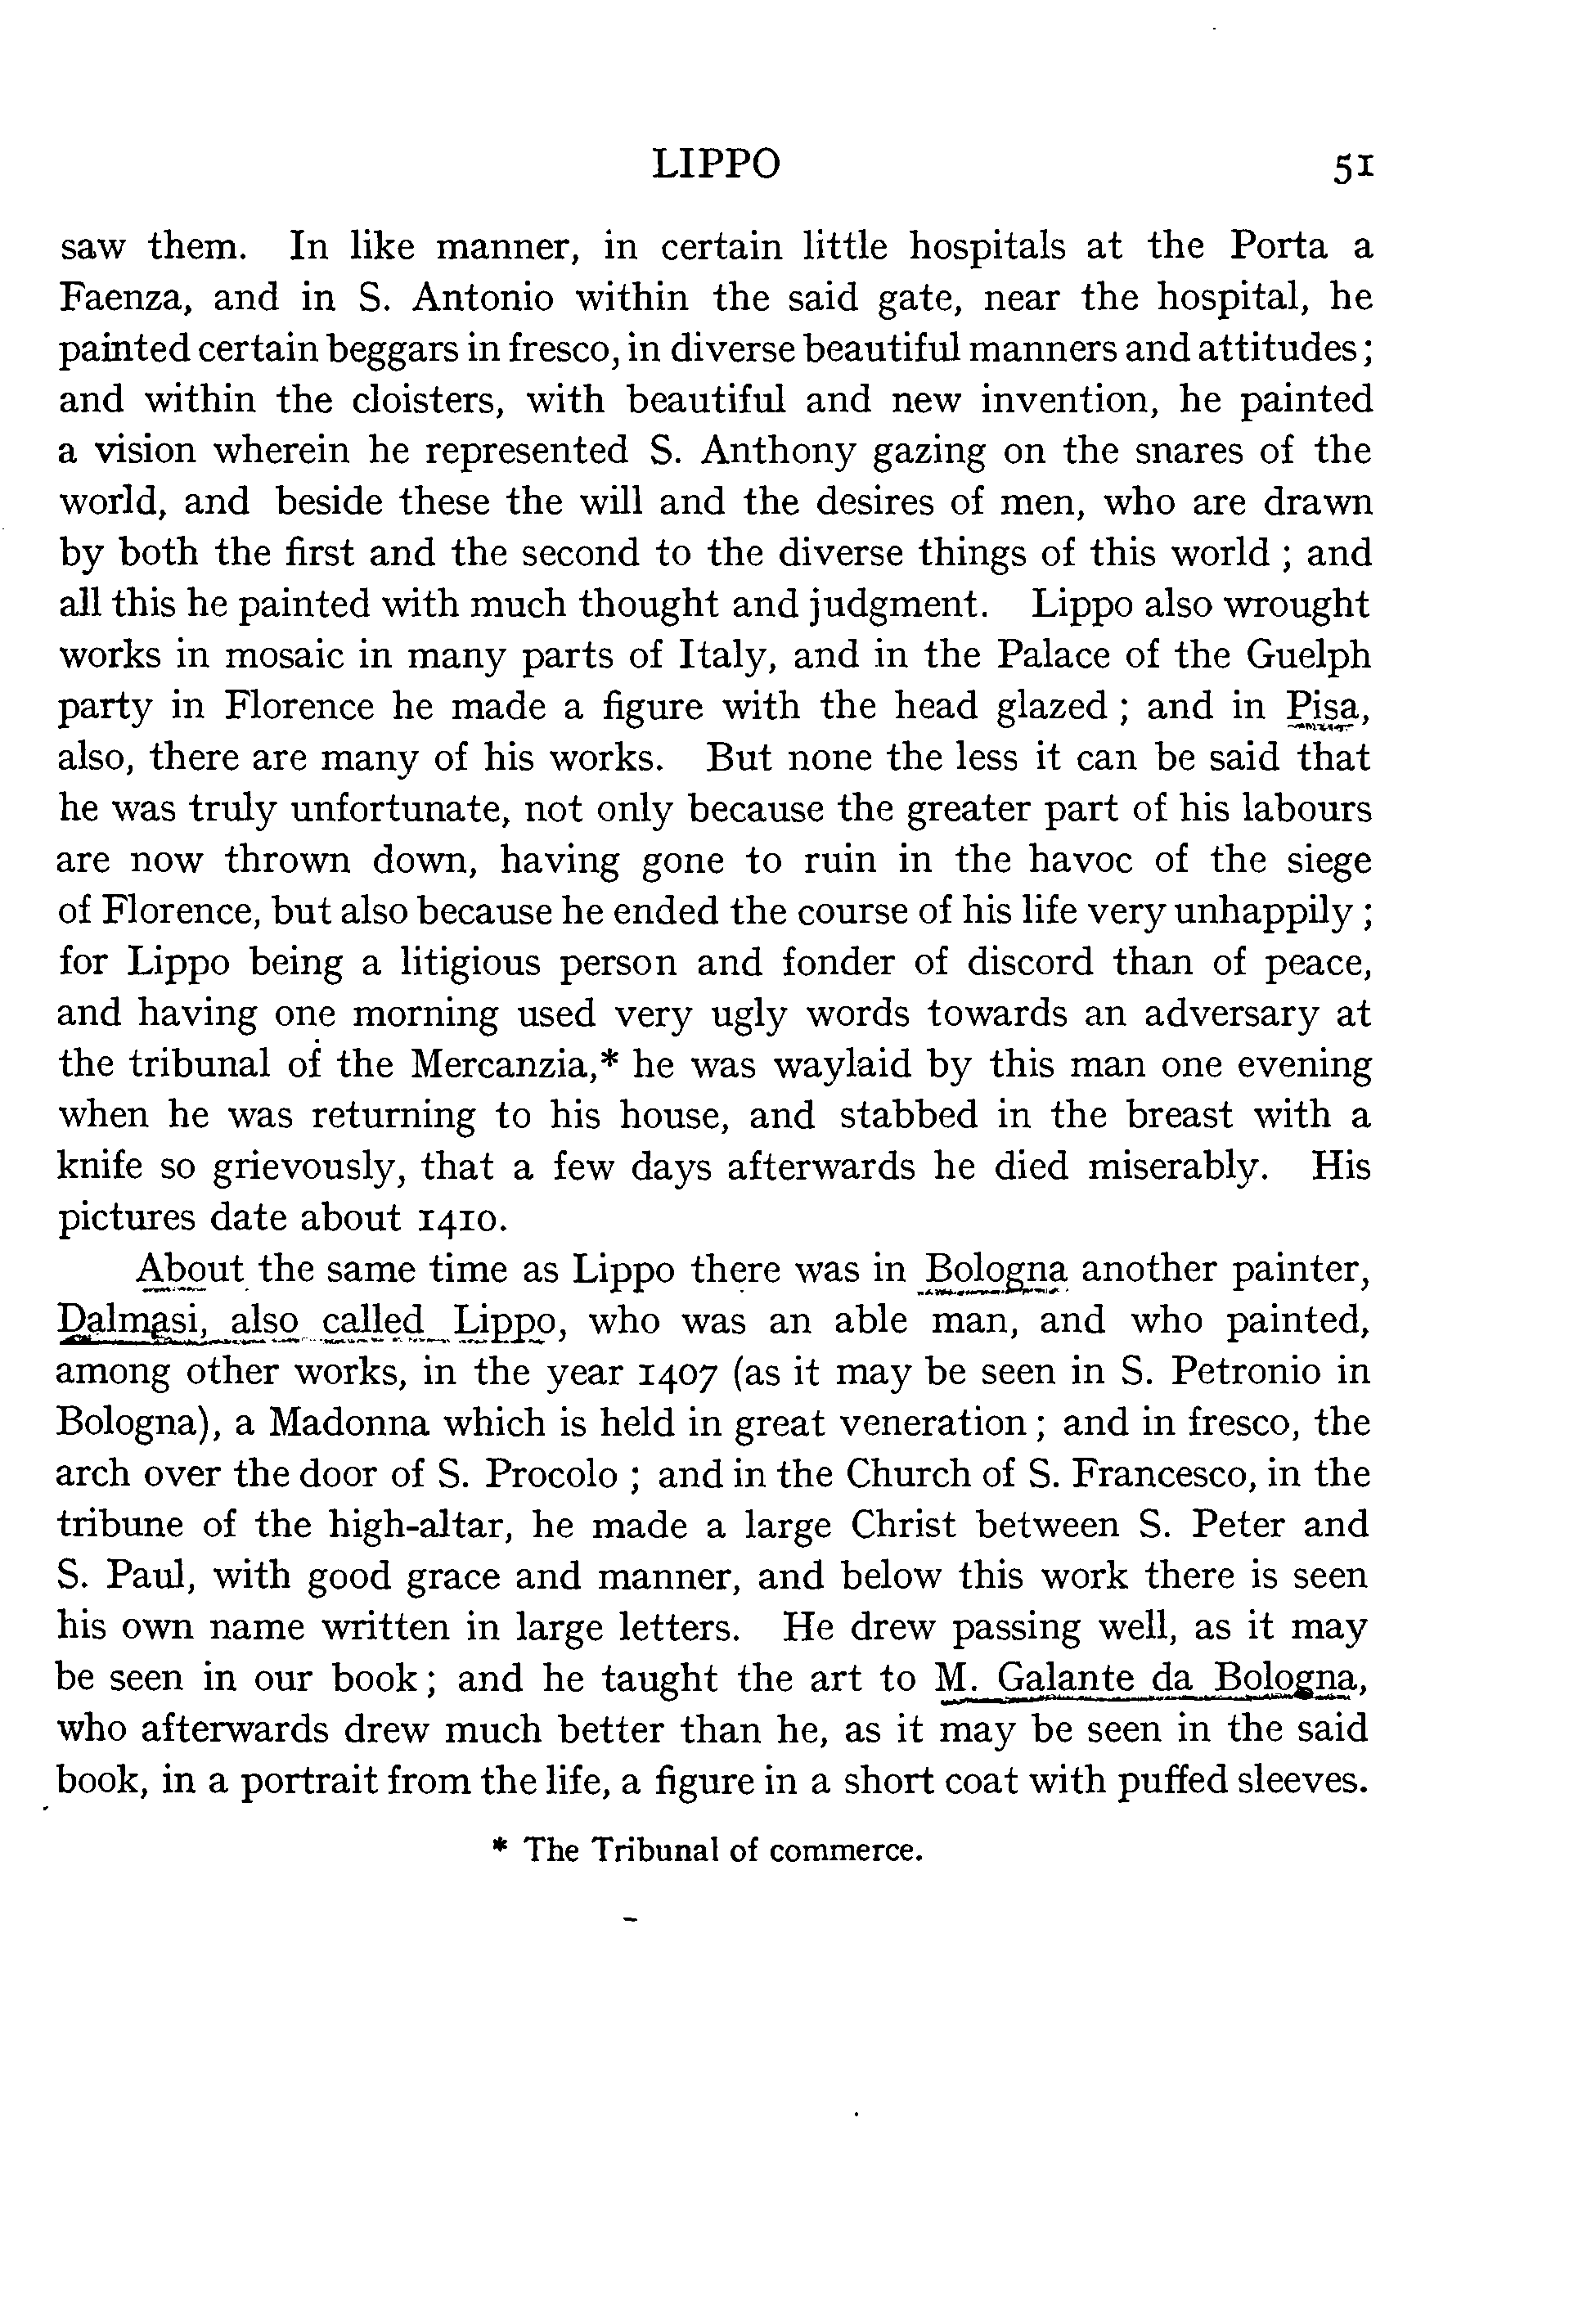 LIPPO 51
saw them. In like manner, in certain little hospitals at the Porta a
Faenza, and in S. Antonio within the said gate, near the hospital, he
painted certain beggars in fresco, in diverse beautiful manners and attitudes ;
and within the cloisters, with beautiful and new invention, he painted
a vision wherein he represented S. Anthony gazing on the snares of the
world, and beside these the will and the desires of men, who are drawn
by both the first and the second to the diverse things of this world ; and
all this he painted with much thought and judgment. Lippo also wrought
works in mosaic in many parts of Italy, and in the Palace of the Guelph
party in Florence he made a figure with the head glazed ; and in Pisa,
also, there are many of his works. But none the less it can be said that
he was truly unfortunate, not only because the greater part of his labours
are now thrown down, having gone to ruin in the havoc of the siege
of Florence, but also because he ended the course of his life very unhappily ;
for Lippo being a litigious person and fonder of discord than of peace,
and having one morning used very ugly words towards an adversary at
the tribunal of the Mercanzia,* he was waylaid by this man one evening
when he was returning to his house, and stabbed in the breast with a
knife so grievously, that a few days afterwards he died miserably. His
pictures date about 1410.
About the same time as Lippo there was in Bologna another painter,
Dalmasi, also called Lippo, who was an able man, and who painted,
among other works, in the year 1407 (as it may be seen in S. Petronio in
Bologna), a Madonna which is held in great veneration ; and in fresco, the
arch over the door of S. Procolo ; and in the Church of S. Francesco, in the
tribune of the high-altar, he made a large Christ between S. Peter and
S. Paul, with good grace and manner, and below this work there is seen
his own name written in large letters. He drew passing well, as it may
be seen in our book ; and he taught the art to M. Galante da Bologna,
who afterwards drew much better than he, as it may be seen in the said
book, in a portrait from the life, a figure in a short coat with puffed sleeves.
* The Tribunal of commerce.